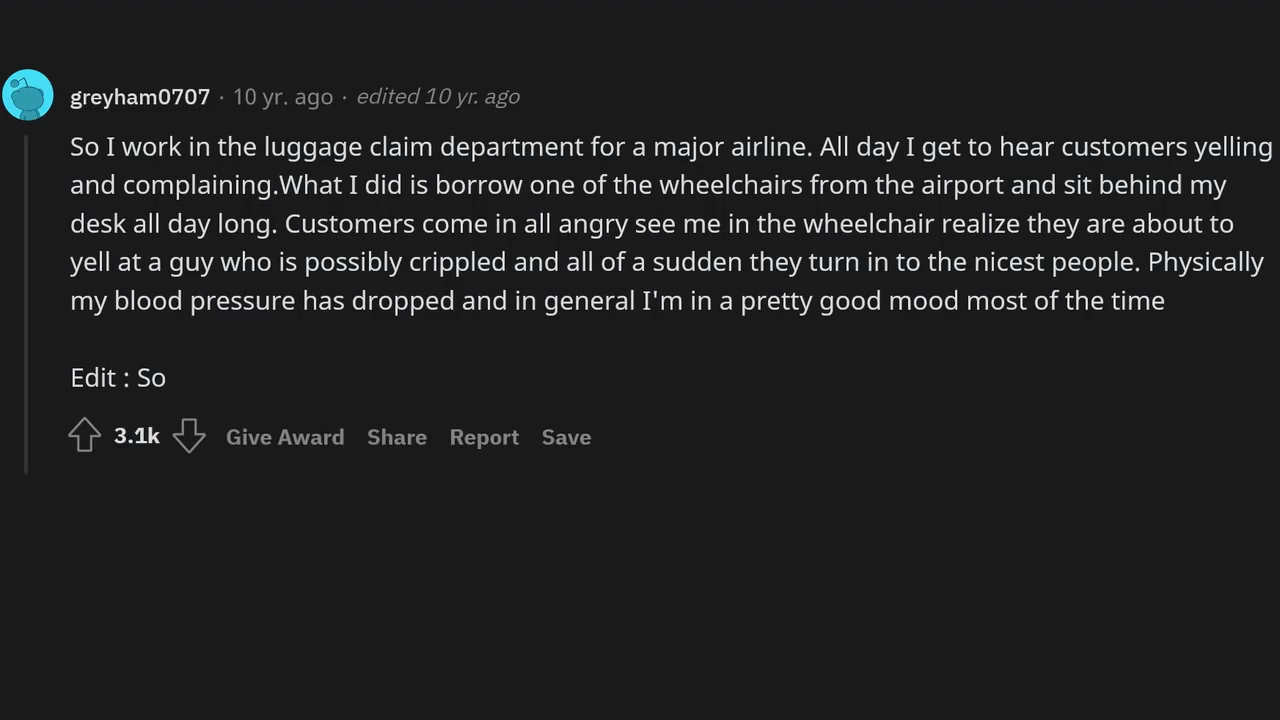 greyham0707 · 10 yr. ago · edited 10 yr. ago
So I work in the luggage claim department for a major airline. All day I get to hear customers yelling
and complaining.What I did is borrow one of the wheelchairs from the airport and sit behind my
desk all day long. Customers come in all angry see me in the wheelchair realize they are about to
yell at a guy who is possibly crippled and all of a sudden they turn in to the nicest people. Physically
my blood pressure has dropped and in general I'm in a pretty good mood most of the time
Edit : So
3.1k Give Award Share Report Save